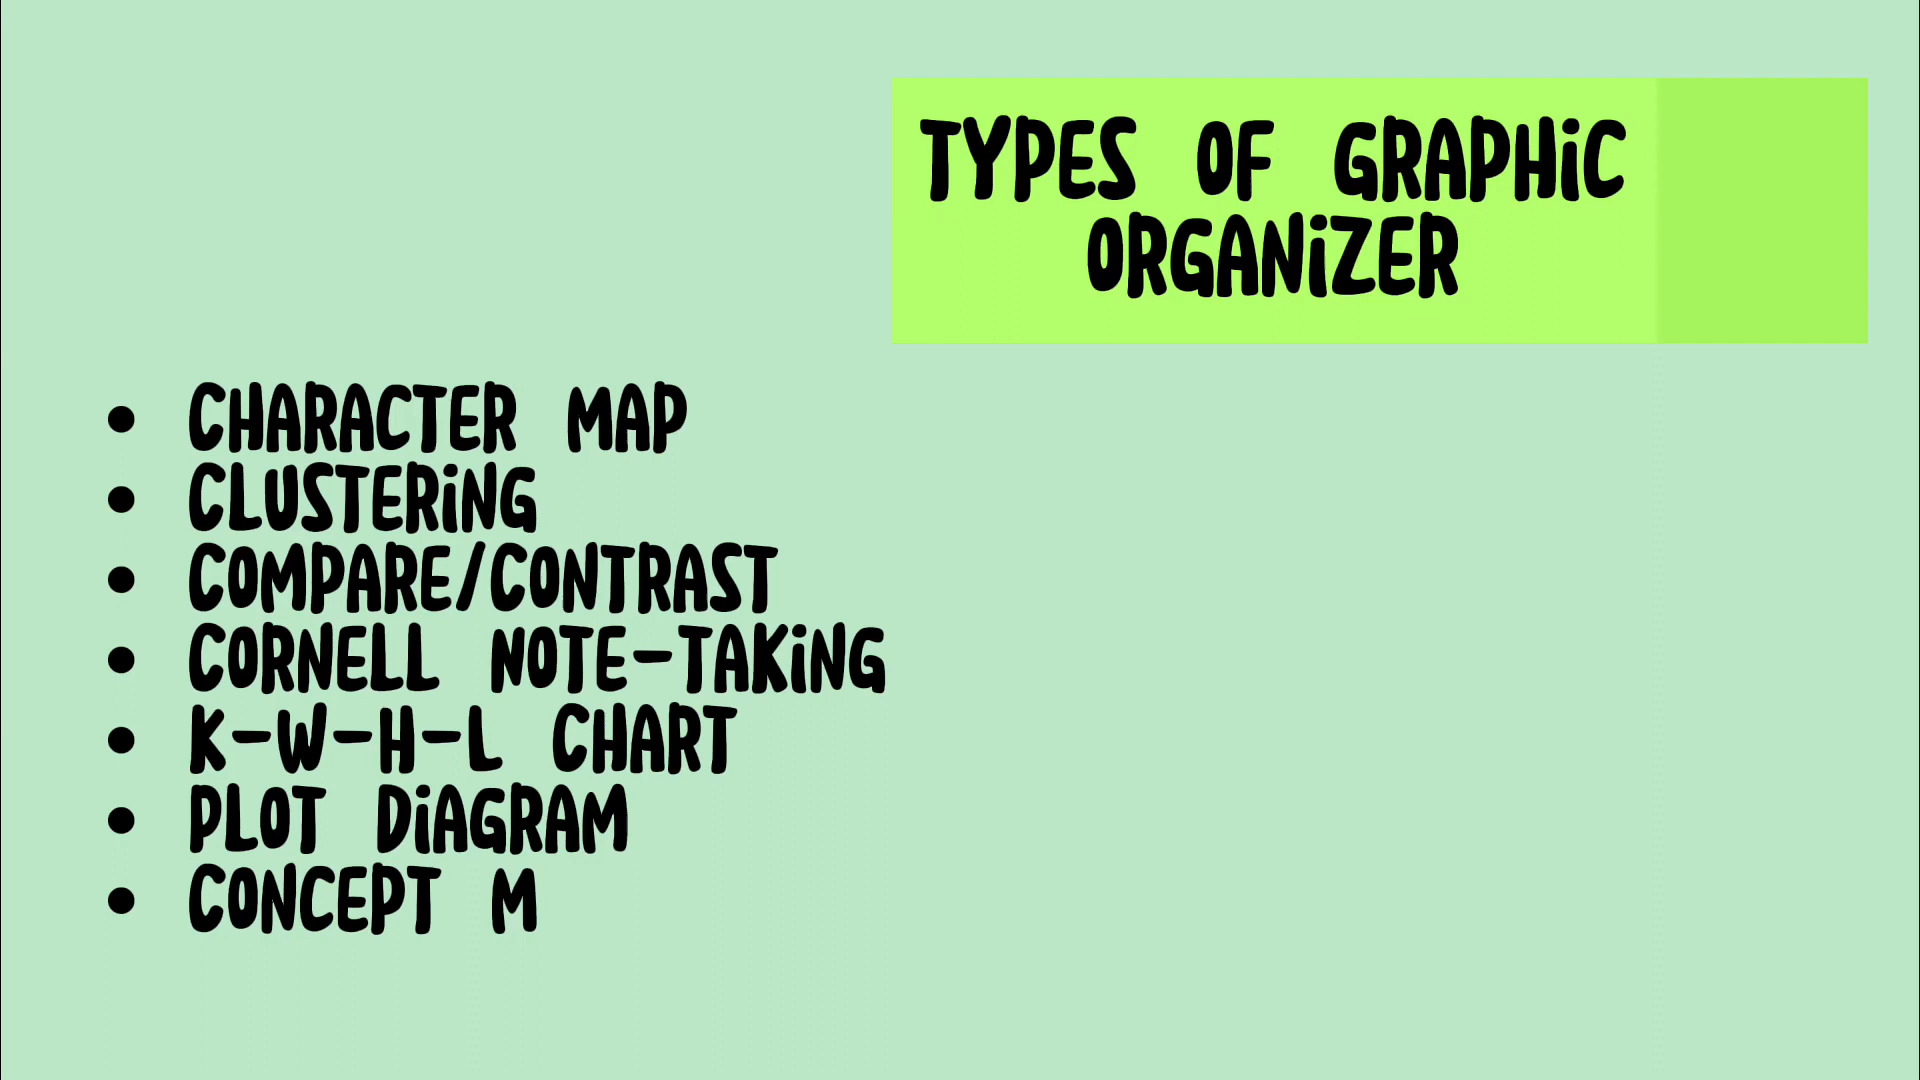 TYPES OF GRAPHIC
ORGANIZER
• CHARACTER MAP
• CLUSTERING
• COMPARE/CONTRAST
• CORNELL NOTE-TAKING
• K-W-H-L CHART
• PLOT DIAGRAM
• CONCEPT M